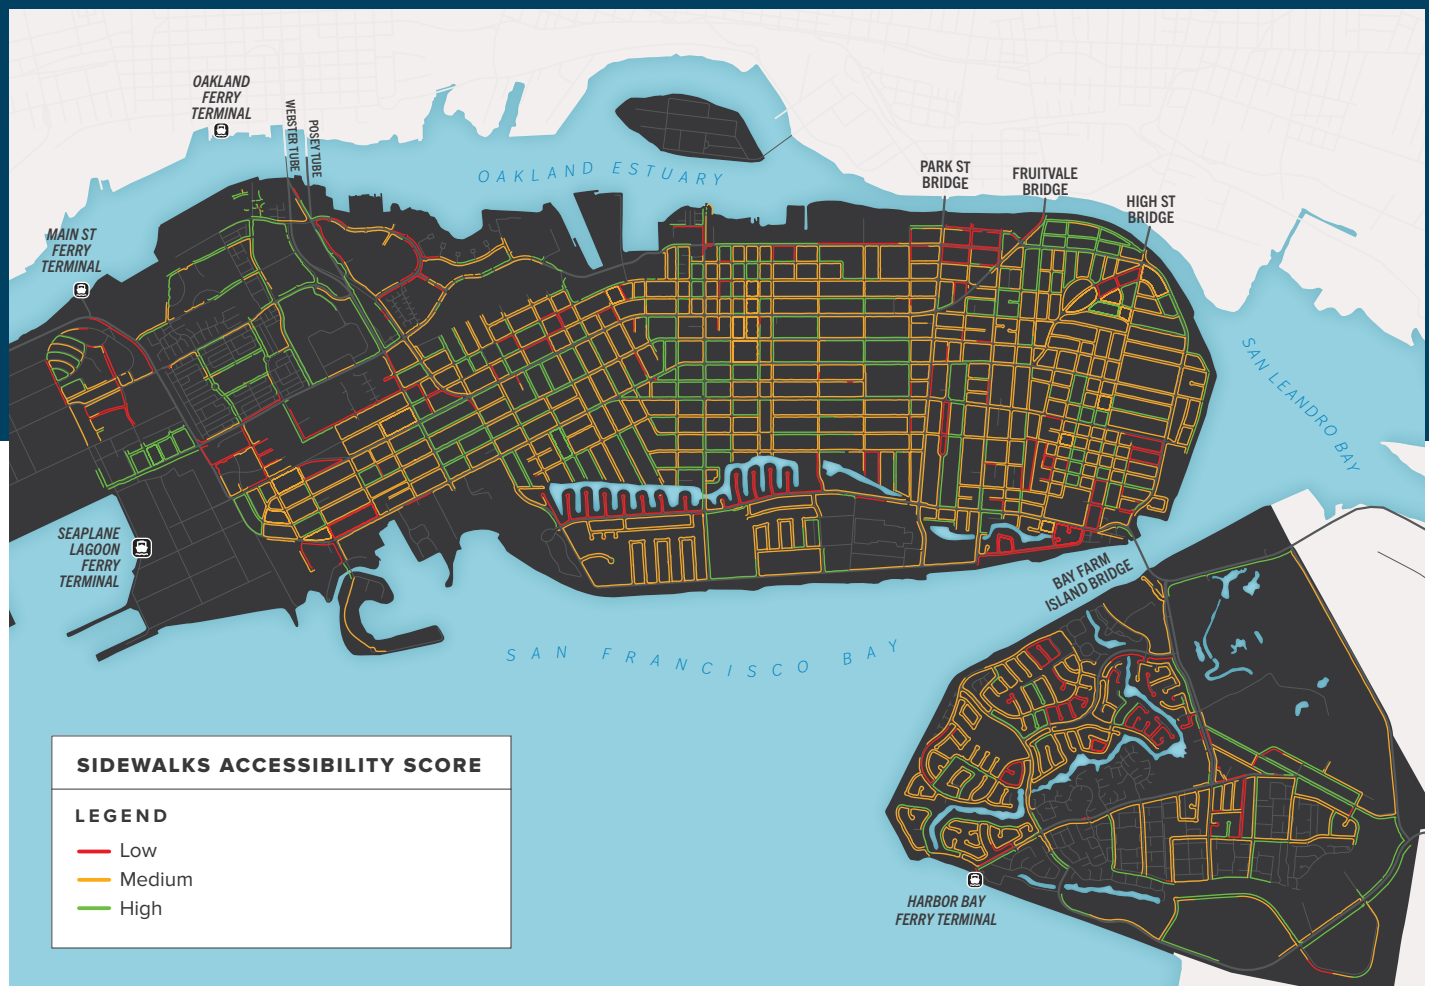 OAKLAND
FERRY
TERMINAL
WEBSTER TUBE
POSEY TUBE
OAKLAND ESTUARY
PARK ST
BRIDGE
FRUITVALE
BRIDGE
HIGH ST
BRIDGE
MAIN ST
FERRY
TERMINAL
SAN LEANDRO BAY
SEAPLANE
LAGOON
FERRY
TERMINAL
BAY FARM
ISLAND BRIDGE
SAN FRANCISCO BAY
SIDEWALKS ACCESSIBILITY SCORE
LEGEND
Low
Medium
High
HARBOR BAY
FERRY TERMINAL